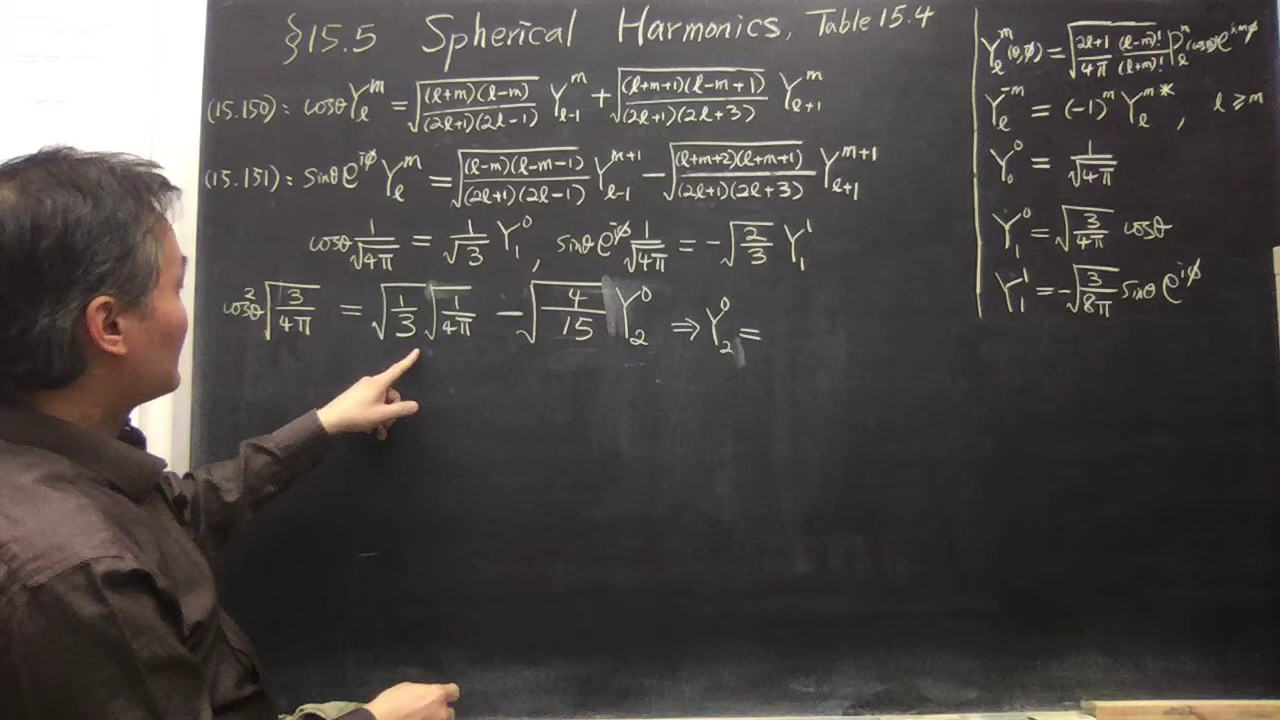 §15.5 Spherical Harmonics, Table 15.4
(15.150): cosθ Y_ℓ^m = √((ℓ+m)(ℓ-m)/((2ℓ+1)(2ℓ-1))) Y_{ℓ-1}^m + √((ℓ+m+1)(ℓ-m+1)/((2ℓ+1)(2ℓ+3))) Y_{ℓ+1}^m
(15.151): sinθ e^{iφ} Y_ℓ^m = √((ℓ-m)(ℓ-m-1)/((2ℓ+1)(2ℓ-1))) Y_{ℓ-1}^{m+1} - √((ℓ+m+2)(ℓ+m+1)/((2ℓ+1)(2ℓ+3))) Y_{ℓ+1}^{m+1}
cosθ 1/√4π = 1/√3 Y_1^0, sinθ e^{iφ} 1/√4π = -√(2/3) Y_1^1
cos²θ √(3/4π) = √(1/3) √(1/4π) - √(4/15) Y_2^0 ⇒ Y_2^0 =
Y_ℓ^m(θ,φ) = √((2ℓ+1)/4π (ℓ-m)!/(ℓ+m)!) P_ℓ^m(cosθ) e^{imφ}
Y_ℓ^{-m} = (-1)^m Y_ℓ^{m*}, ℓ ≥ m
Y_0^0 = 1/√4π
Y_1^0 = √(3/4π) cosθ
Y_1^1 = -√(3/8π) sinθ e^{iφ}